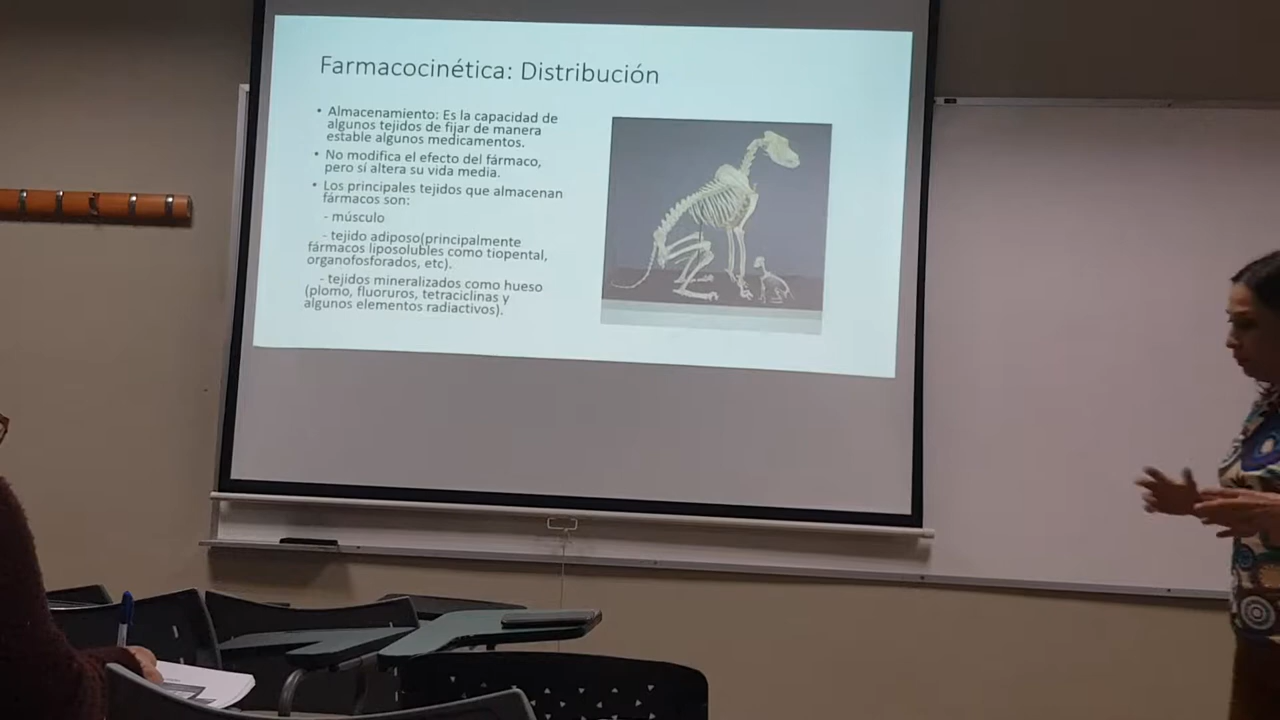 Farmacocinética: Distribución
• Almacenamiento: Es la capacidad de
algunos tejidos de fijar de manera
estable algunos medicamentos.
• No modifica el efecto del fármaco,
pero sí altera su vida media.
• Los principales tejidos que almacenan
fármacos son:
- músculo
- tejido adiposo(principalmente
fármacos liposolubles como tiopental,
organofosforados, etc).
- tejidos mineralizados como hueso
(plomo, fluoruros, tetraciclinas y
algunos elementos radiactivos).